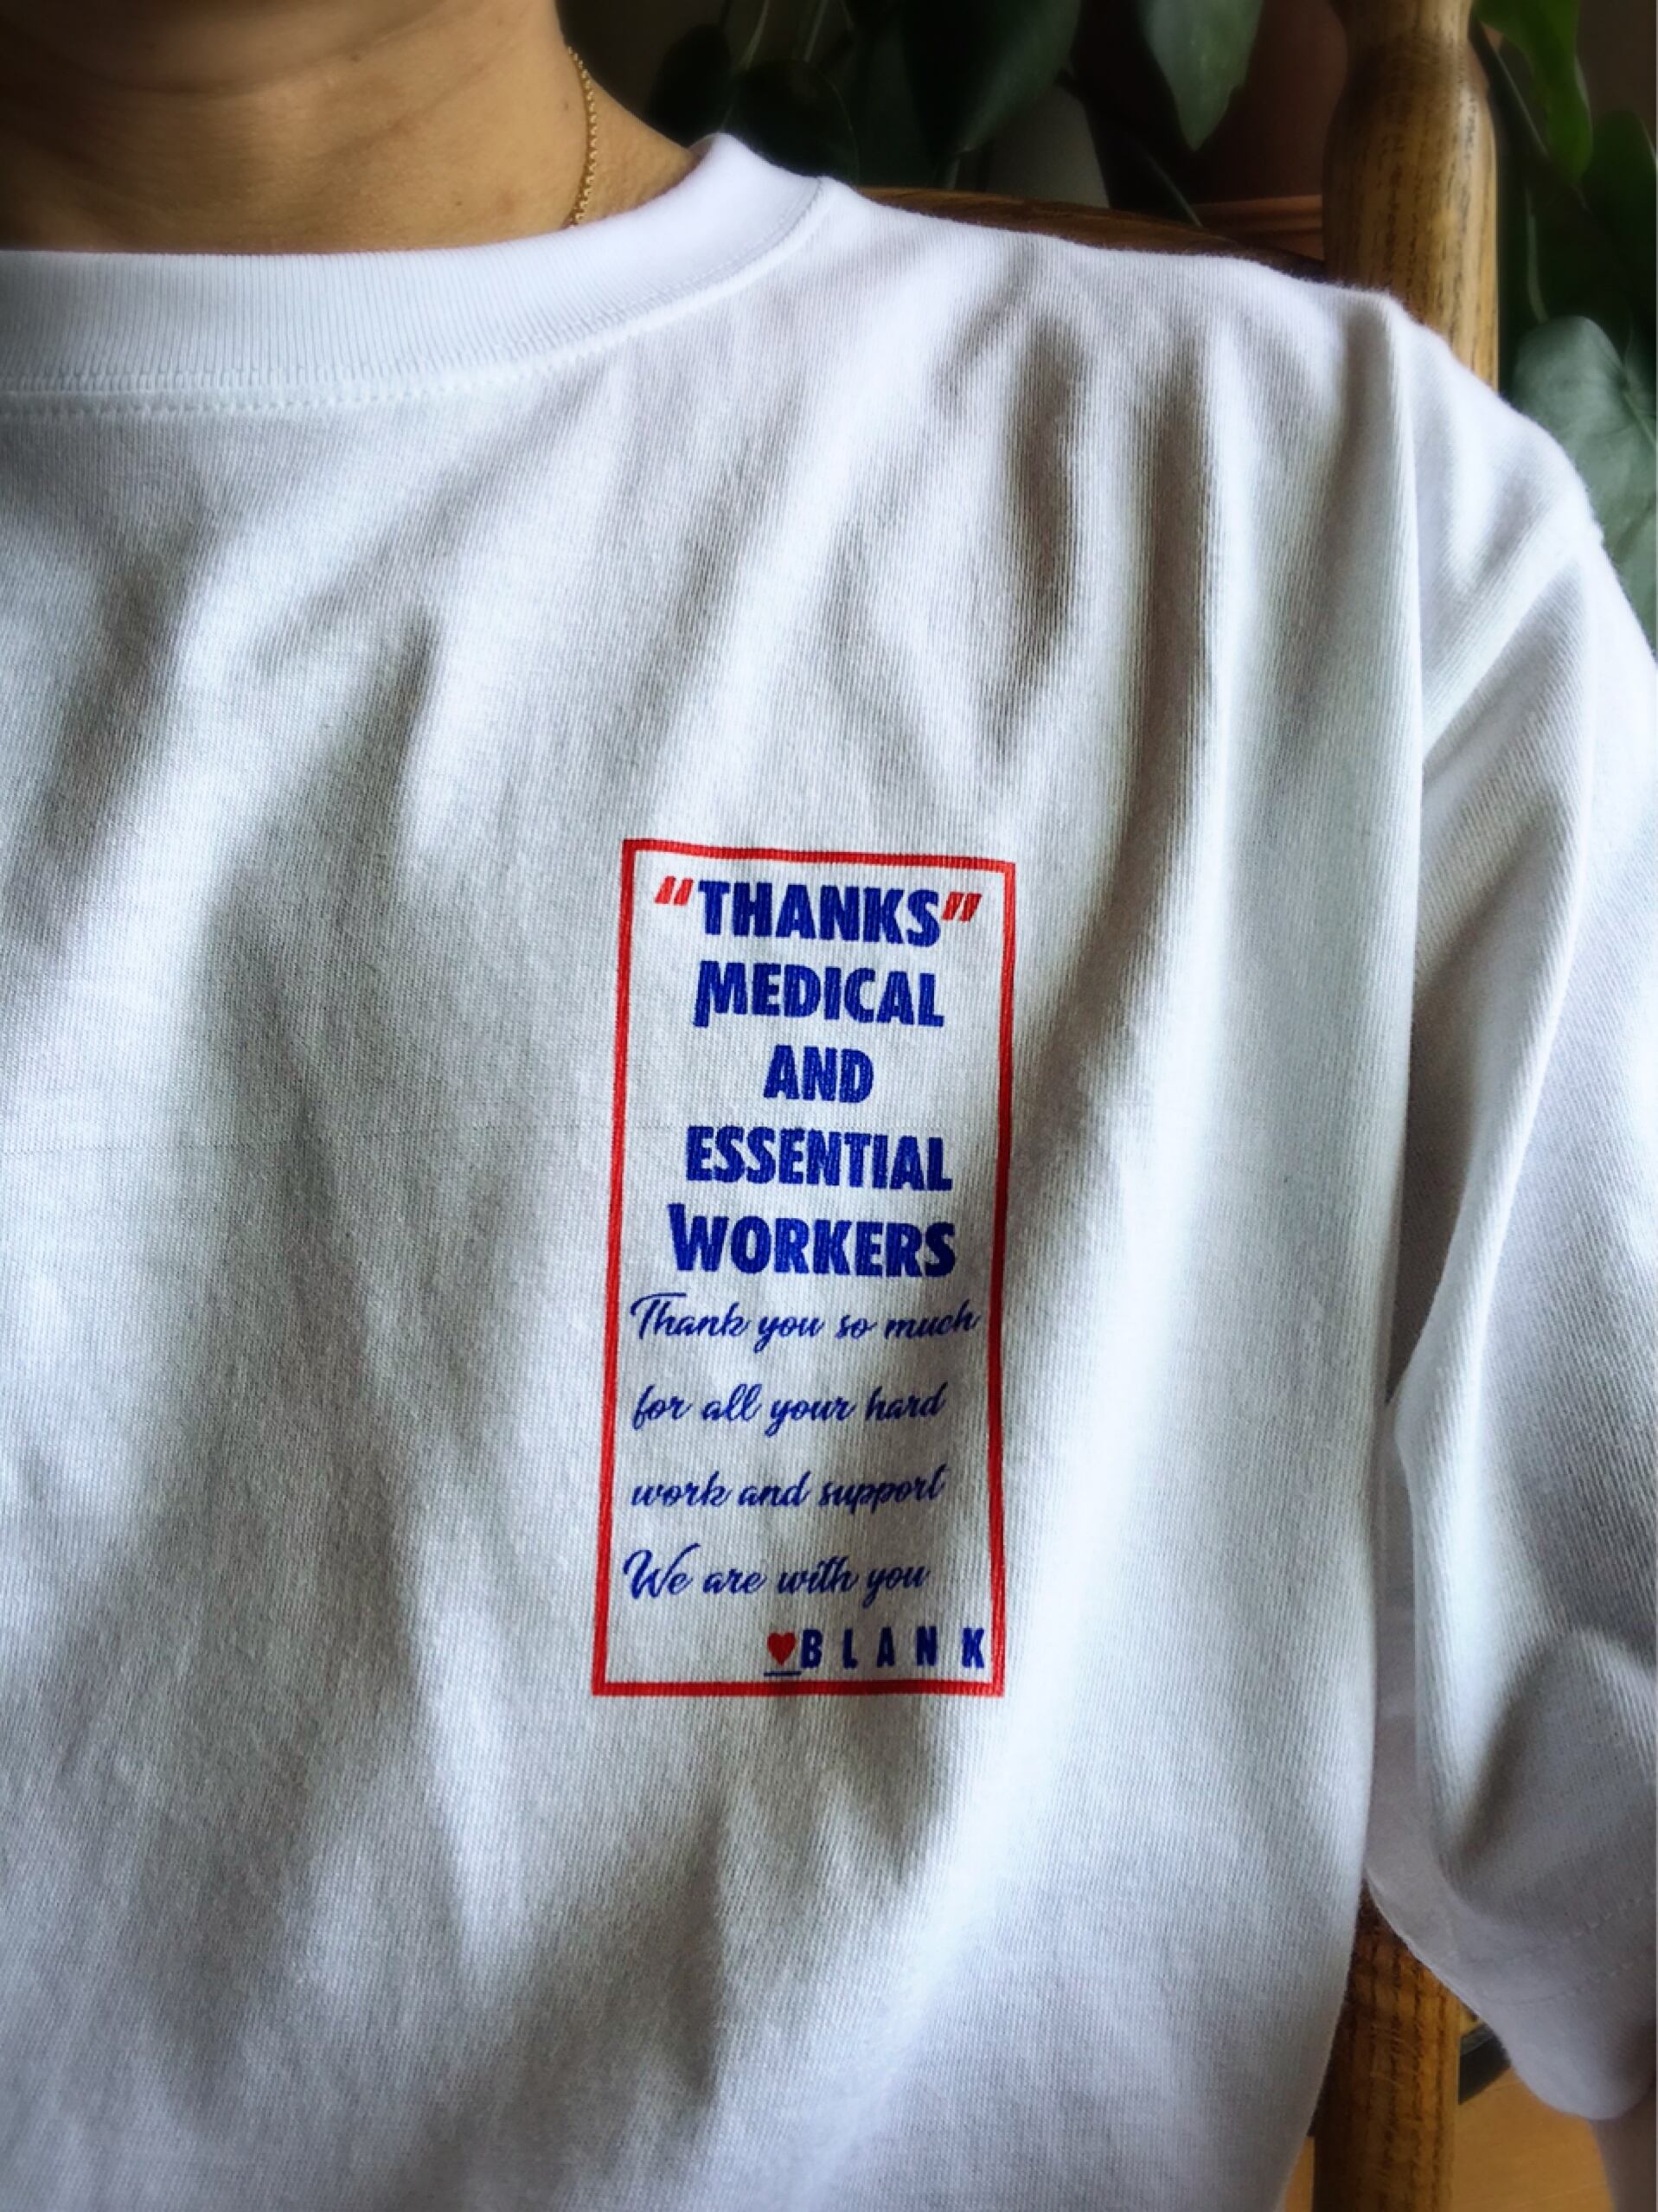 "THANKS"
MEDICAL
AND
ESSENTIAL
WORKERS
Thank you so much
for all your hard
work and support
We are with you
_♥BLANK